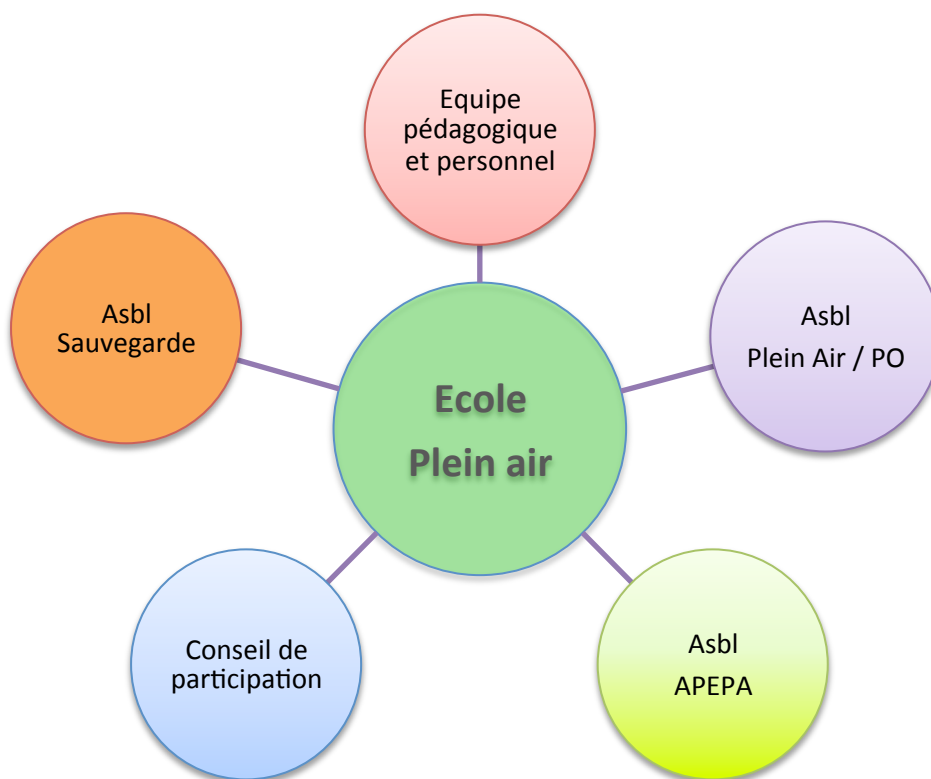 Equipe
pédagogique
et personnel
Asbl
Sauvegarde
Asbl
Plein Air / PO
Ecole
Plein air
Conseil de
participation
Asbl
APEPA